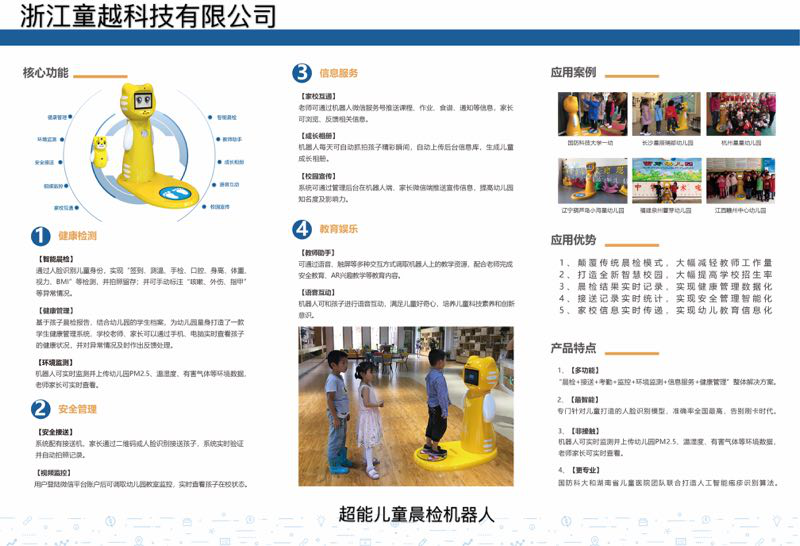 浙江童越科技有限公司
核心功能
健康管理
环境监测
安全接送
视频监控
家校互通
智能晨检
教师助手
成长相册
语音互动
校园宣传
1 健康检测
【智能晨检】
通过人脸识别儿童身份，实现“签到、测温、手检、口腔、身高、体重、
视力、BMI”等检测，并拍照留存；并可手动标注“咳嗽、外伤、指甲”
等异常情况。
【健康管理】
基于孩子晨检报告，结合幼儿园的学生档案，为幼儿园量身打造了一款
学生健康管理系统，学校老师、家长可以通过手机、电脑实时查看孩子
的健康状况，并对异常情况及时作出反馈处理。
【环境监测】
机器人可实时监测并上传幼儿园PM2.5、温湿度、有害气体等环境数据，
老师家长可实时查看。
2 安全管理
【安全接送】
系统配有接送机，家长通过二维码或人脸识别接送孩子，系统实时验证
并自动拍照记录。
【视频监控】
用户登陆微信平台账户后可调取幼儿园教室监控，实时查看孩子在校状态。
3 信息服务
【家校互通】
老师可通过机器人微信服务号推送课程、作业、食谱、通知等信息，家长
可浏览、反馈相关信息。
【成长相册】
机器人每天可自动抓拍孩子精彩瞬间，自动上传后台信息库，生成儿童
成长相册。
【校园宣传】
系统可通过管理后台在机器人端、家长微信端推送宣传信息，提高幼儿园
知名度及影响力。
4 教育娱乐
【教师助手】
可通过语音、触屏等多种交互方式调取机器人上的教学资源，配合老师完成
安全教育、AR兴趣教学等教育内容。
【语音互动】
机器人可和孩子进行语音互动，满足儿童好奇心，培养儿童科技素养和创新
意识。
超能儿童晨检机器人
应用案例
国防科技大学一幼
长沙童辰瑞郡幼儿园
杭州墨童幼儿园
辽宁葫芦岛小河星幼儿园
福建泉州蕾芽幼儿园
江西赣州中心幼儿园
应用优势
1、颠覆传统晨检模式，大幅减轻教师工作量
2、打造全新智慧校园，大幅提高学校招生率
3、晨检结果实时记录，实现健康管理数据化
4、接送记录实时统计，实现安全管理智能化
5、家校信息实时传递，实现幼儿教育信息化
产品特点
1、【多功能】
“晨检+接送+考勤+监控+环境监测+信息服务+健康管理”整体解决方案。
2、【最智能】
专门针对儿童打造的人脸识别模型，准确率全国最高，告别刷卡时代。
3、【非接触】
机器人可实时监测并上传幼儿园PM2.5、温湿度、有害气体等环境数据，
老师家长可实时查看。
4、【更专业】
国防科大和湖南省儿童医院团队联合打造人工智能疱疹识别算法。